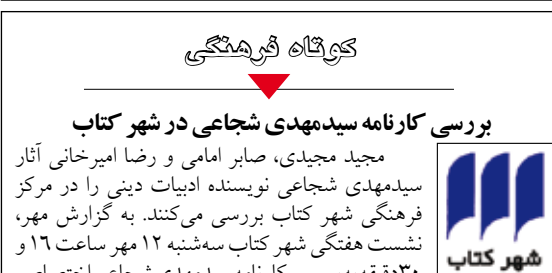 کوتاه فرهنگی
بررسی کارنامه سیدمهدی شجاعی در شهر کتاب
مجید مجیدی، صابر امامی و رضا امیرخانی آثار
سیدمهدی شجاعی نویسنده ادبیات دینی را در مرکز
فرهنگی شهر کتاب بررسی می‌کنند. به گزارش مهر،
نشست هفتگی شهر کتاب سه‌شنبه ۱۲ مهر ساعت ۱۶ و
شهر کتاب